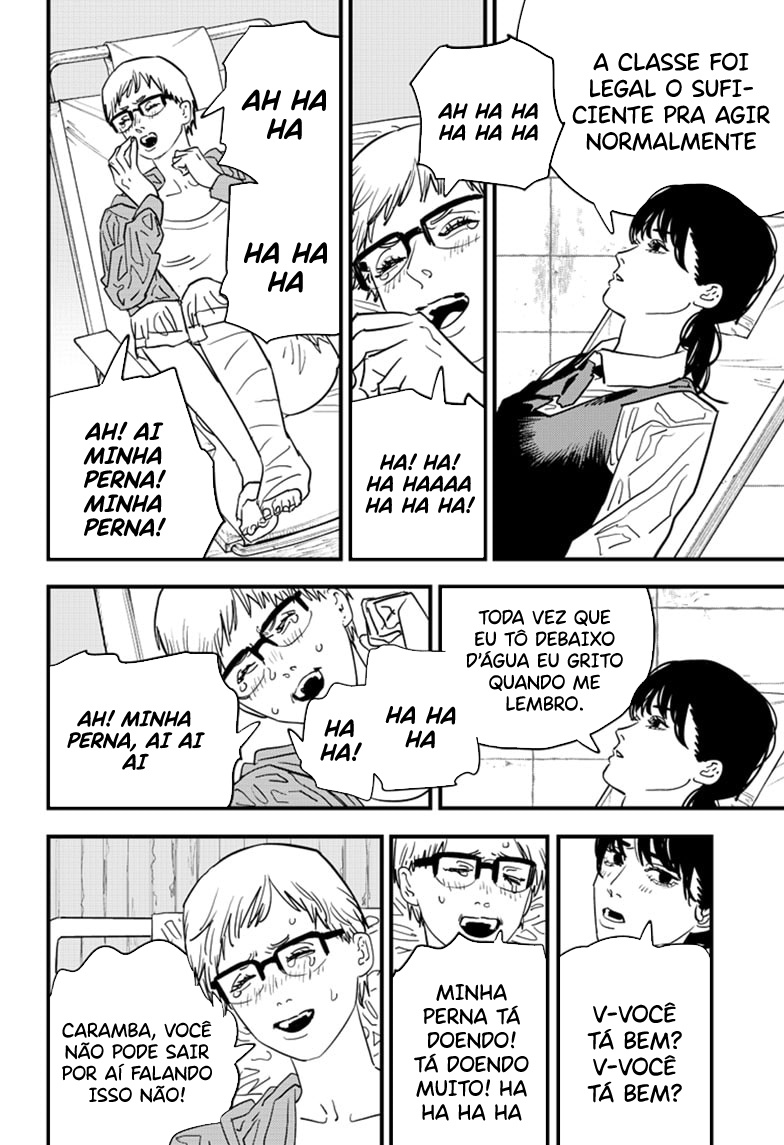 A CLASSE FOI
LEGAL O SUFI-
CIENTE PRA AGIR
NORMALMENTE
AH HA HA
HA HA HA
HA! HA!
HA HAAAA
HA HA HA!
AH HA
HA
HA HA
HA
AH! AI
MINHA
PERNA!
MINHA
PERNA!
TODA VEZ QUE
EU TÔ DEBAIXO
D'ÁGUA EU GRITO
QUANDO ME
LEMBRO.
HA HA
HA
HA
HA!
AH! MINHA
PERNA, AI AI
AI
V-VOCÊ
TÁ BEM?
V-VOCÊ
TÁ BEM?
MINHA
PERNA TÁ
DOENDO!
TÁ DOENDO
MUITO! HA
HA HA HA
CARAMBA, VOCÊ
NÃO PODE SAIR
POR AÍ FALANDO
ISSO NÃO!